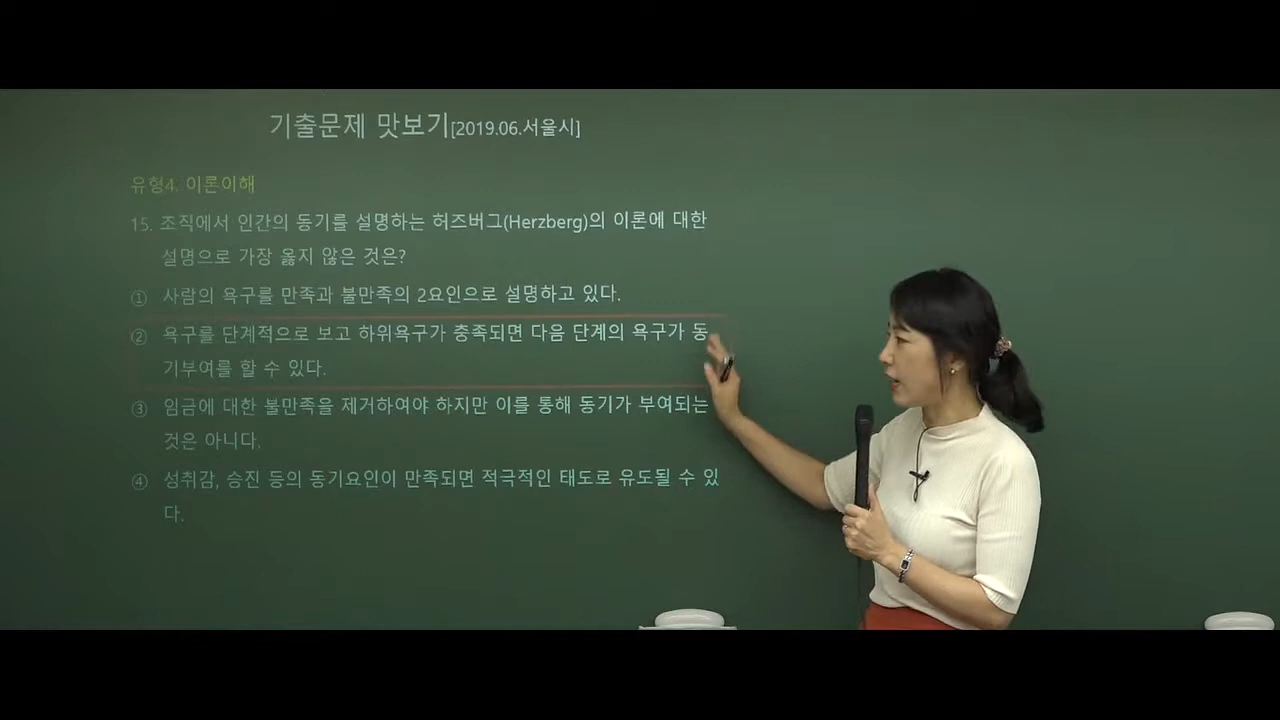 기출문제 맛보기[2019.06.서울시]
유형4. 이론이해
15. 조직에서 인간의 동기를 설명하는 허즈버그(Herzberg)의 이론에 대한
설명으로 가장 옳지 않은 것은?
① 사람의 욕구를 만족과 불만족의 2요인으로 설명하고 있다.
② 욕구를 단계적으로 보고 하위욕구가 충족되면 다음 단계의 욕구가 동
기부여를 할 수 있다.
③ 임금에 대한 불만족을 제거하여야 하지만 이를 통해 동기가 부여되는
것은 아니다.
④ 성취감, 승진 등의 동기요인이 만족되면 적극적인 태도로 유도될 수 있
다.